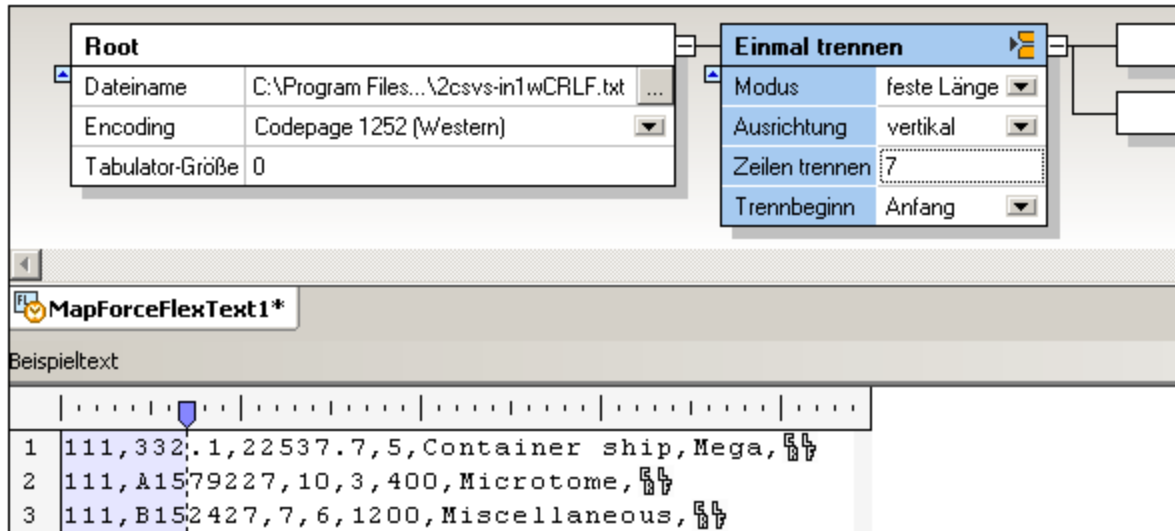 Root
Dateiname C:\Program Files...\2csvs-in1wCRLF.txt ...
Encoding Codepage 1252 (Western)
Tabulator-Größe 0
Einmal trennen
Modus feste Länge
Ausrichtung vertikal
Zeilen trennen 7
Trennbeginn Anfang
MapForceFlexText1*
Beispieltext
1 111,332.1,22537.7,5,Container ship,Mega,
2 111,A1579227,10,3,400,Microtome,
3 111,B152427,7,6,1200,Miscellaneous,